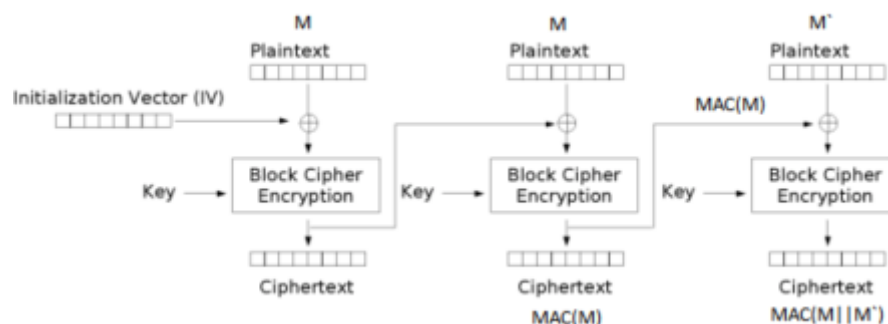 M M M`
Plaintext Plaintext Plaintext
Initialization Vector (IV)
MAC(M)
Key Block Cipher Encryption Key Block Cipher Encryption Key Block Cipher Encryption
Ciphertext Ciphertext Ciphertext
MAC(M) MAC(M||M`)